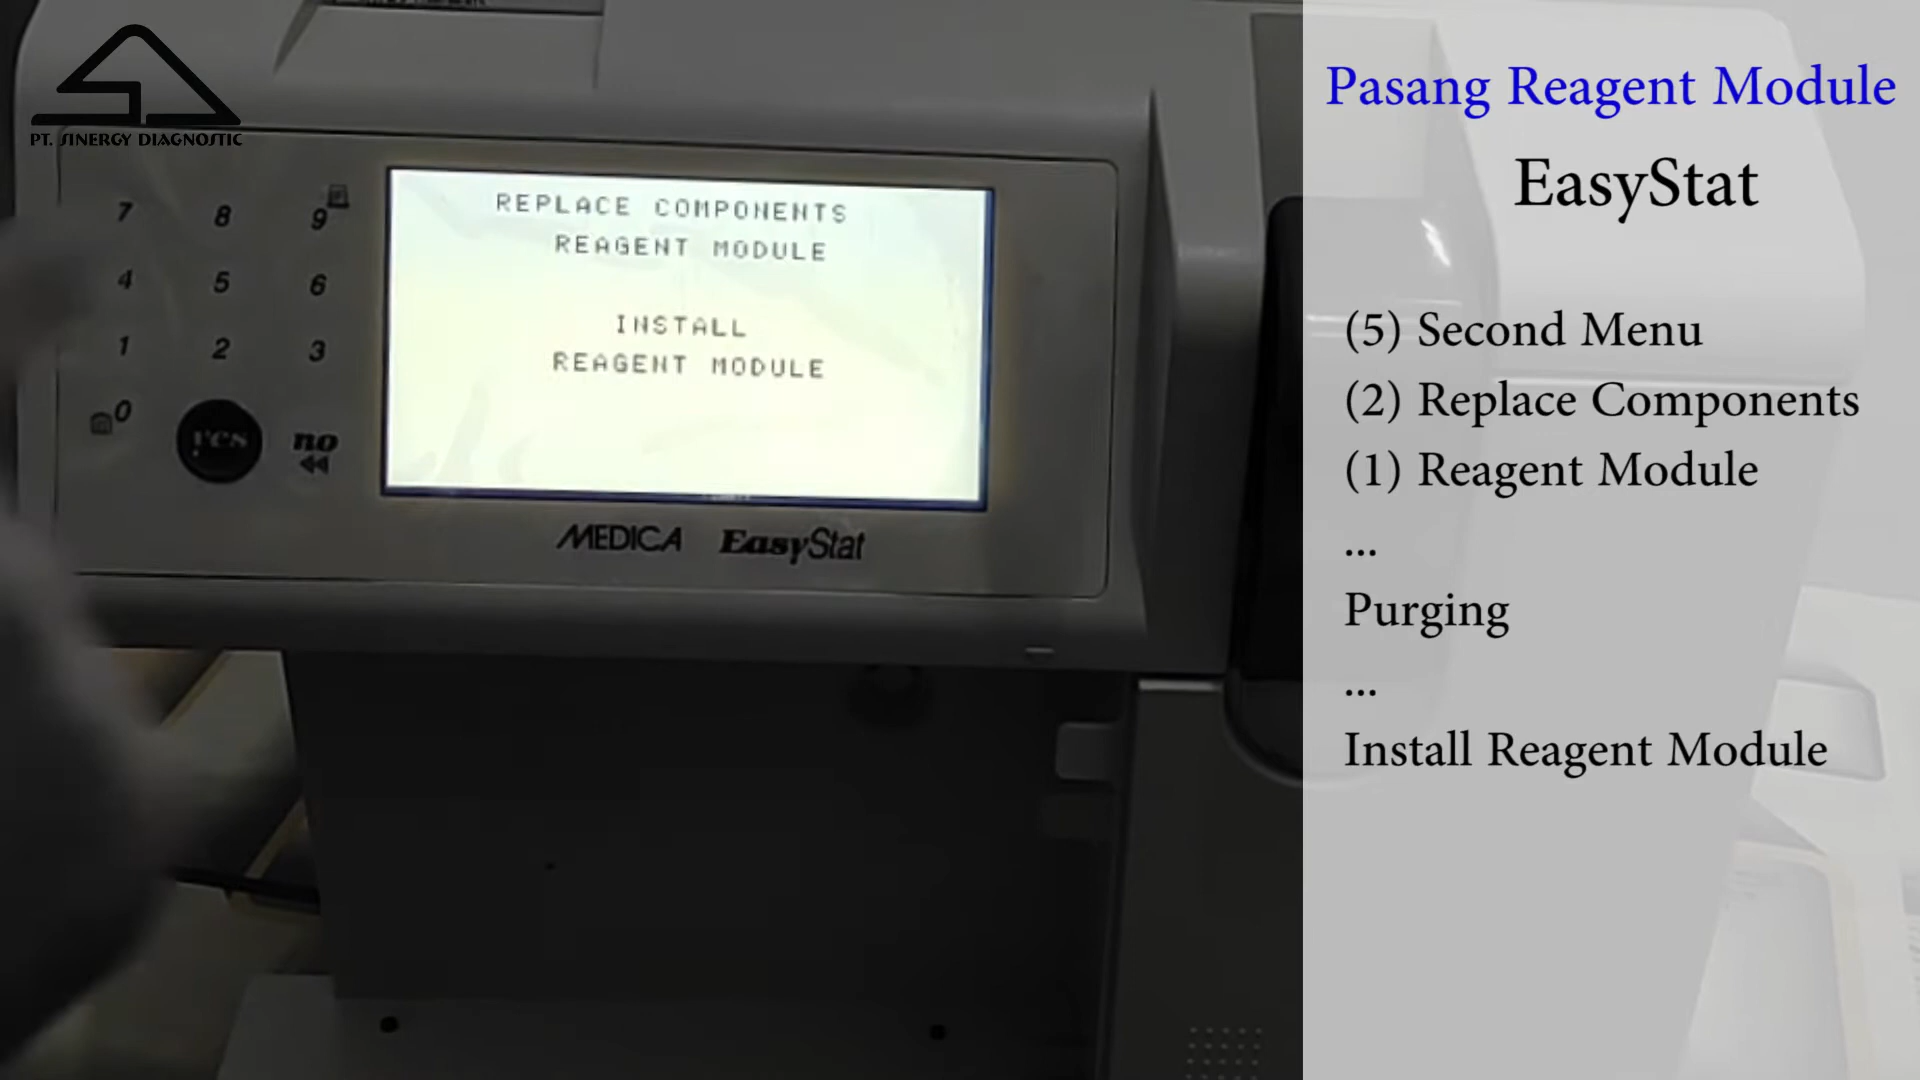 PT. SINERGY DIAGNOSTIC
7 8 9
4 5 6
1 2 3
0 yes no
REPLACE COMPONENTS
REAGENT MODULE
INSTALL
REAGENT MODULE
MEDICA EasyStat
Pasang Reagent Module
EasyStat
(5) Second Menu
(2) Replace Components
(1) Reagent Module
...
Purging
...
Install Reagent Module